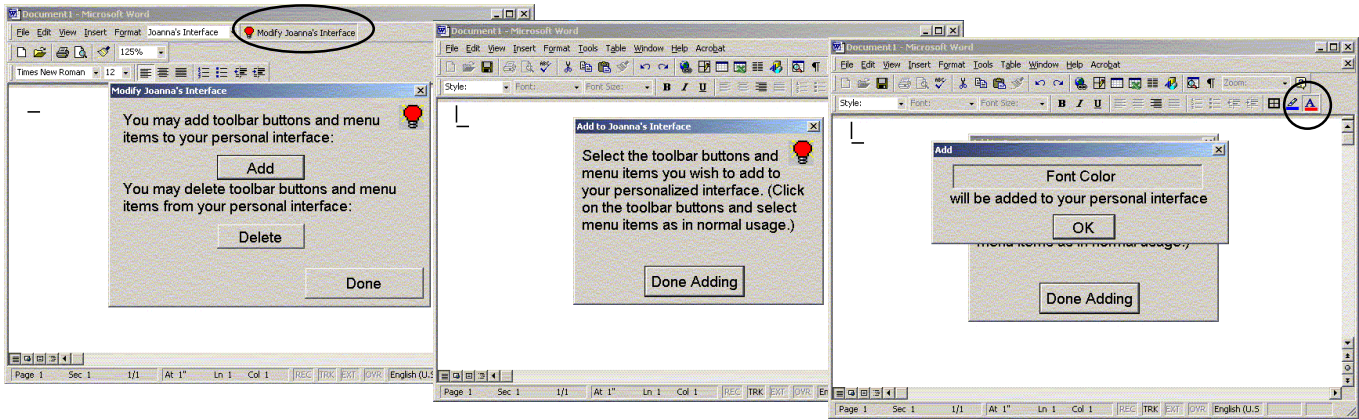 Document1 - Microsoft Word
File Edit View Insert Format Joanna's Interface Modify Joanna's Interface
125%
Times New Roman 12
Modify Joanna's Interface
You may add toolbar buttons and menu
items to your personal interface:
Add
You may delete toolbar buttons and menu
items from your personal interface:
Delete
Done
Page 1 Sec 1 1/1 At 1" Ln 1 Col 1 REC TRK EXT OVR English (U.S
Document1 - Microsoft Word
File Edit View Insert Format Tools Table Window Help Acrobat
Style: Font: Font Size: B I U
Add to Joanna's Interface
Select the toolbar buttons and
menu items you wish to add to
your personalized interface. (Click
on the toolbar buttons and select
menu items as in normal usage.)
Done Adding
Page 1 Sec 1 1/1 At 1" Ln 1 Col 1 REC TRK EXT OVR En
Document1 - Microsoft Word
File Edit View Insert Format Tools Table Window Help Acrobat
Zoom:
Style: Font: Font Size: B I U A
Add
Font Color
will be added to your personal interface
OK
menu items as in normal usage.)
Done Adding
Page 1 Sec 1 1/1 At 1" Ln 1 Col 1 REC TRK EXT OVR English (U.S